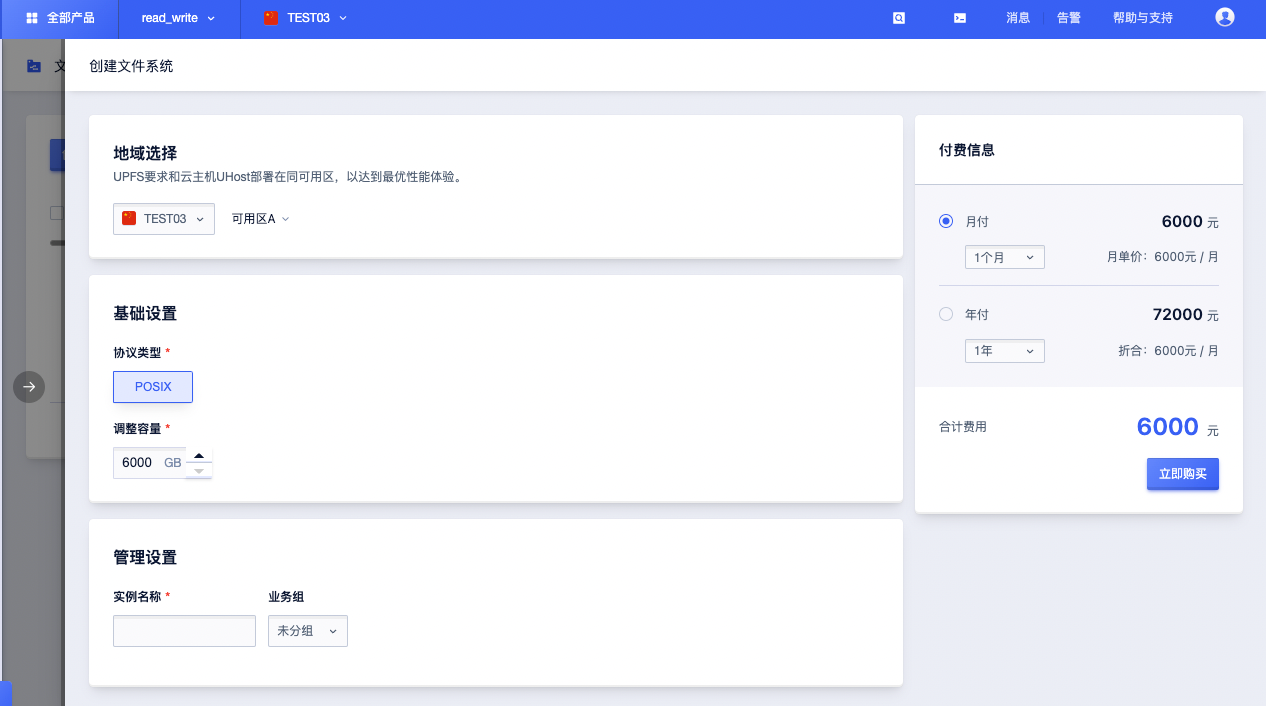 全部产品
read_write
TEST03
消息
告警
帮助与支持
文
创建文件系统
地域选择
UPFS要求和云主机UHost部署在同可用区，以达到最优性能体验。
TEST03
可用区A
基础设置
协议类型 *
POSIX
调整容量 *
6000 GB
管理设置
实例名称 *
业务组
未分组
付费信息
月付
6000 元
1个月
月单价：6000元 / 月
年付
72000 元
1年
折合：6000元 / 月
合计费用
6000 元
立即购买